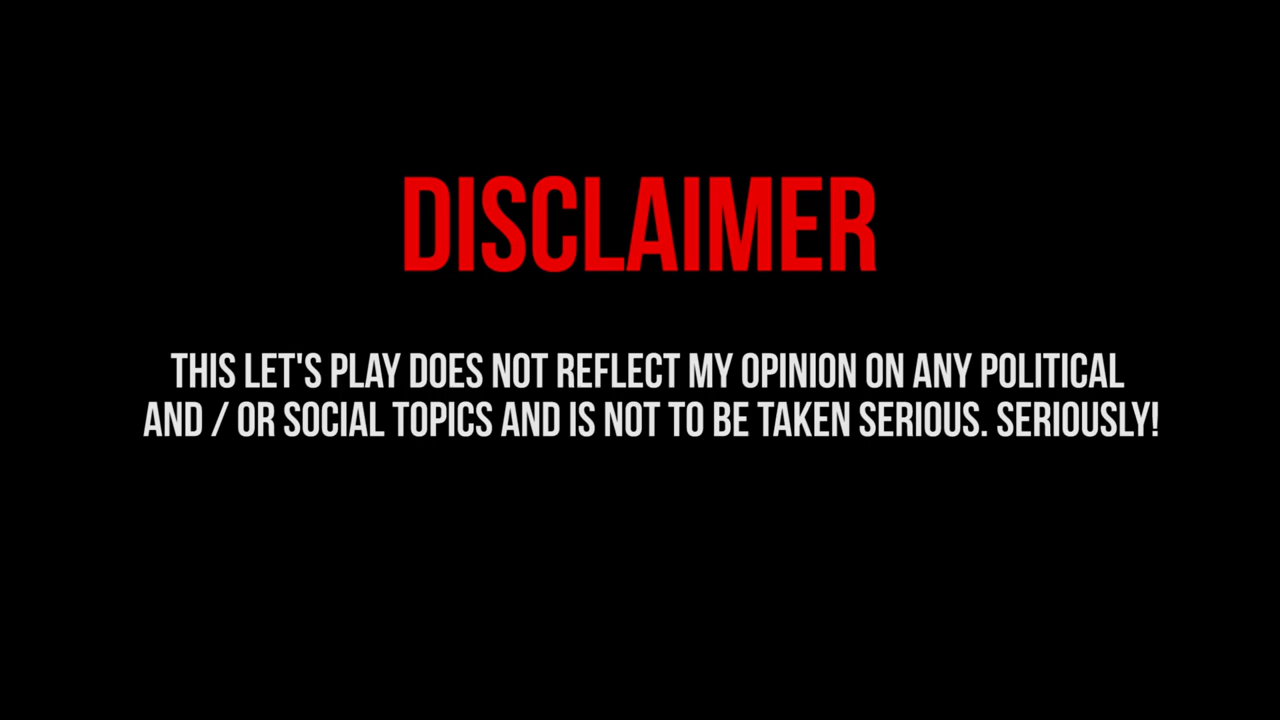 DISCLAIMER
THIS LET'S PLAY DOES NOT REFLECT MY OPINION ON ANY POLITICAL
AND / OR SOCIAL TOPICS AND IS NOT TO BE TAKEN SERIOUS. SERIOUSLY!